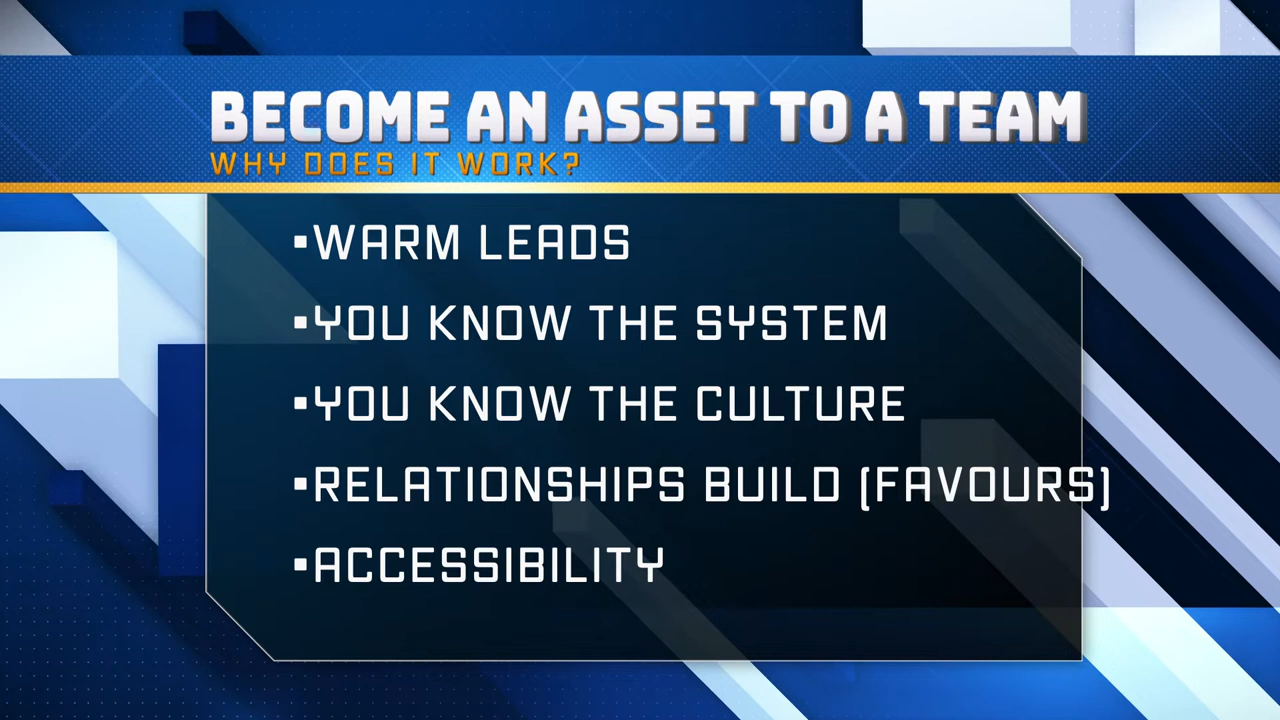 BECOME AN ASSET TO A TEAM
WHY DOES IT WORK?
▪WARM LEADS
▪YOU KNOW THE SYSTEM
▪YOU KNOW THE CULTURE
▪RELATIONSHIPS BUILD (FAVOURS)
▪ACCESSIBILITY